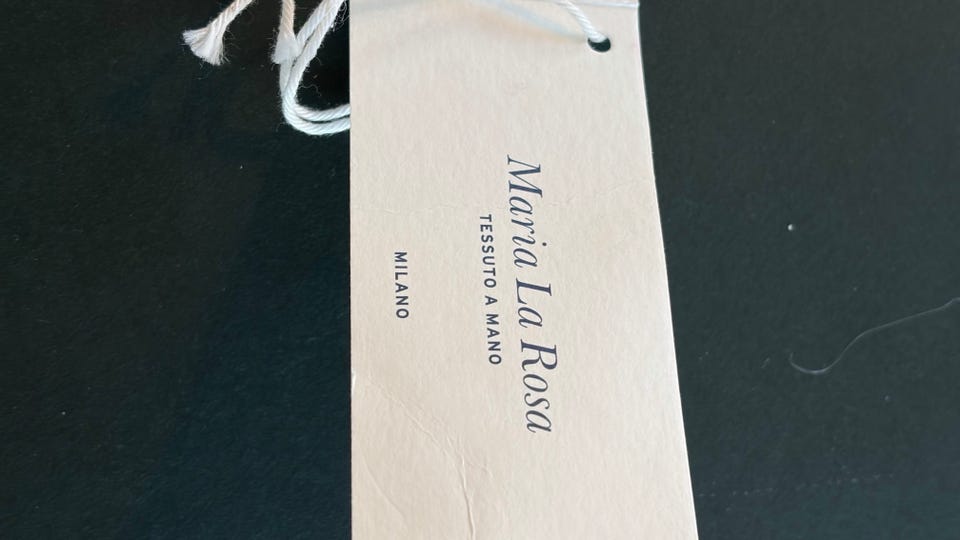 Maria La Rosa
TESSUTO A MANO
MILANO